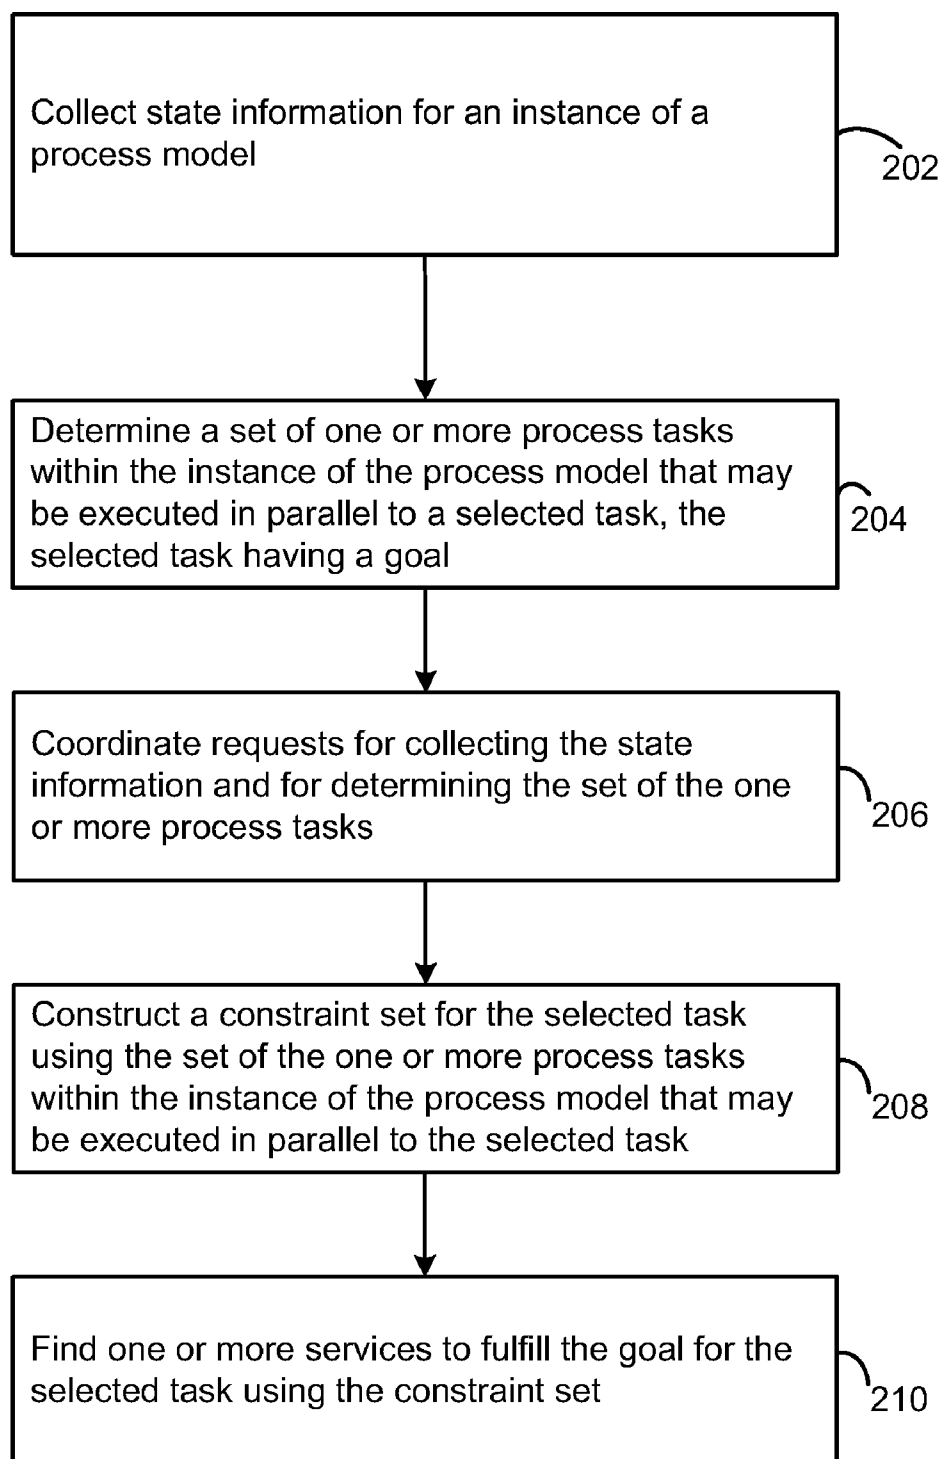 Collect state information for an instance of a
process model
202
Determine a set of one or more process tasks
within the instance of the process model that may
be executed in parallel to a selected task, the
selected task having a goal
204
Coordinate requests for collecting the state
information and for determining the set of the one
or more process tasks
206
Construct a constraint set for the selected task
using the set of the one or more process tasks
within the instance of the process model that may
be executed in parallel to the selected task
208
Find one or more services to fulfill the goal for the
selected task using the constraint set
210